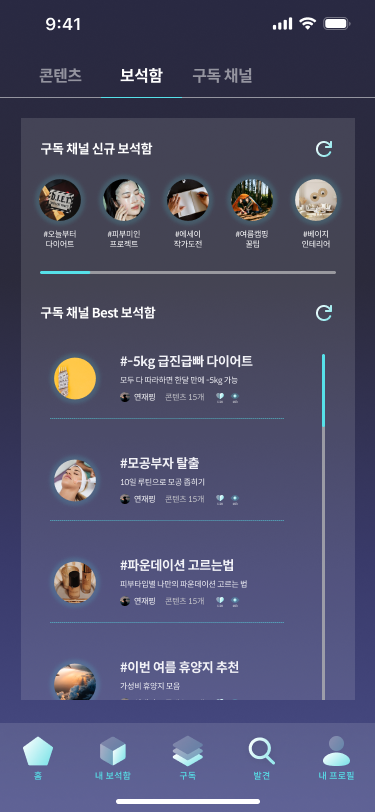 9:41
콘텐츠 보석함 구독 채널
구독 채널 신규 보석함
#오늘부터
다이어트
#피부미인
프로젝트
#에세이
작가도전
#여름캠핑
꿀팁
#베이지
인테리어
구독 채널 Best 보석함
#-5kg 급진급빠 다이어트
모두 다 따라하면 한달 만에 -5kg 가능
연재핑 콘텐츠 15개
#모공부자 탈출
10일 루틴으로 모공 좁히기
연재핑 콘텐츠 15개
#파운데이션 고르는법
피부타입별 나만의 파운데이션 고르는 법
연재핑 콘텐츠 15개
#이번 여름 휴양지 추천
가성비 휴양지 모음
홈 내 보석함 구독 발견 내 프로필